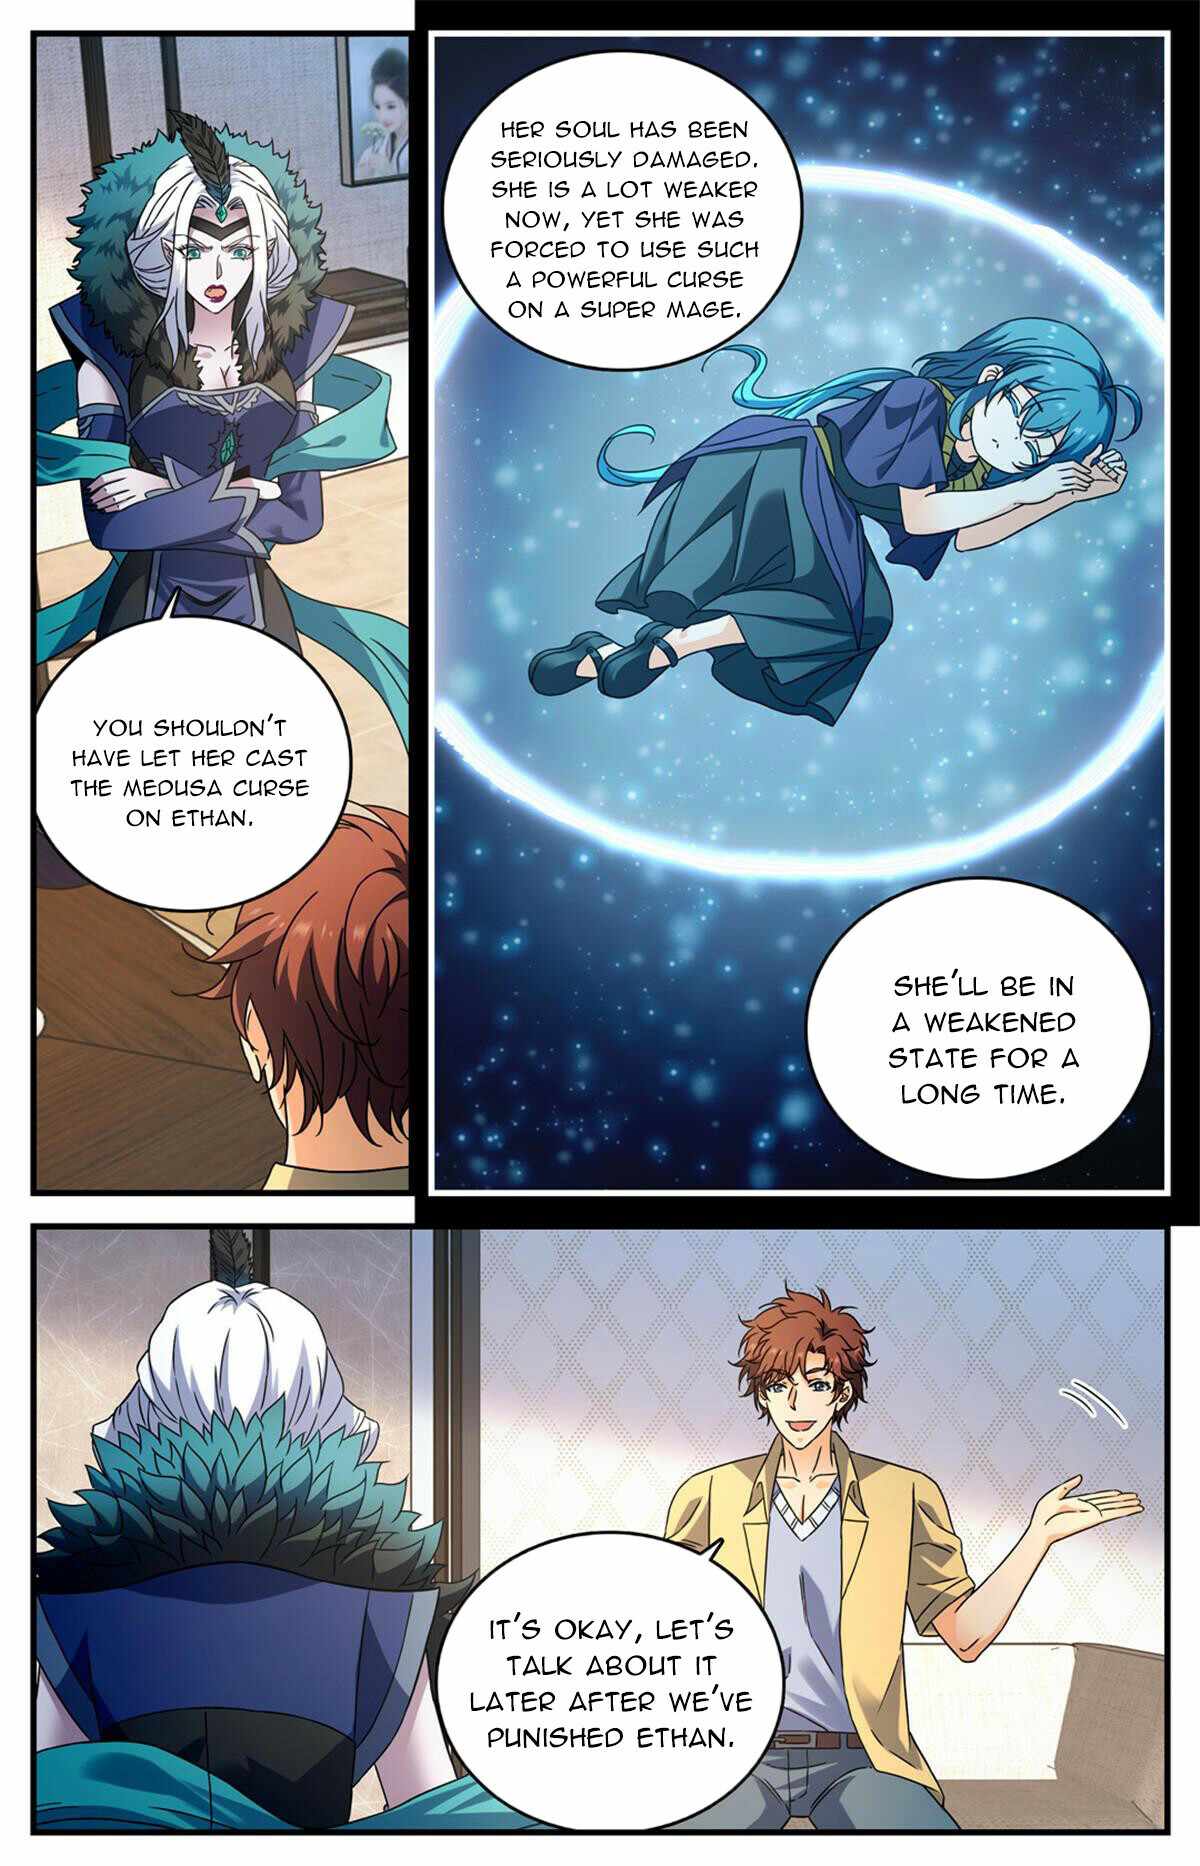 YOU SHOULDN'T
HAVE LET HER CAST
THE MEDUSA CURSE
ON ETHAN.
HER SOUL HAS BEEN
SERIOUSLY DAMAGED.
SHE IS A LOT WEAKER
NOW, YET SHE WAS
FORCED TO USE SUCH
A POWERFUL CURSE
ON A SUPER MAGE.
SHE'LL BE IN
A WEAKENED
STATE FOR A
LONG TIME.
IT'S OKAY, LET'S
TALK ABOUT IT
LATER AFTER WE'VE
PUNISHED ETHAN.